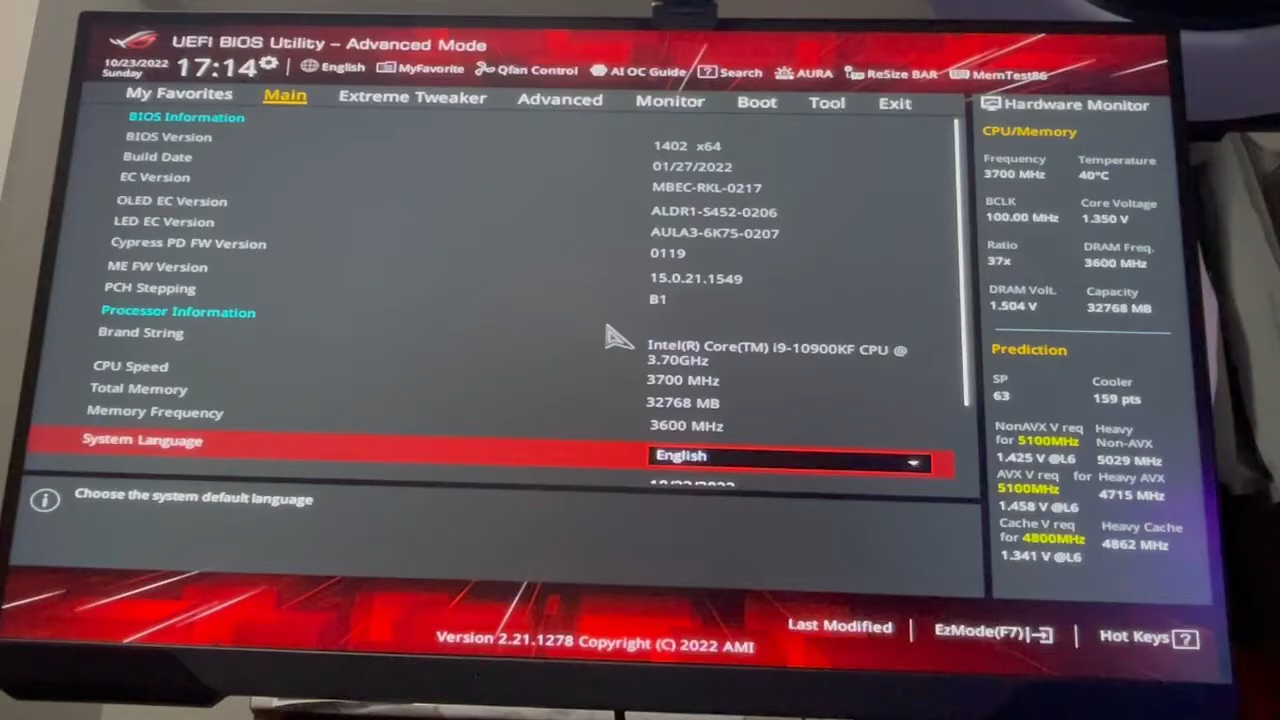 UEFI BIOS Utility – Advanced Mode
10/23/2022
Sunday
17:14
English
MyFavorite
Qfan Control
AI OC Guide
Search
AURA
ReSize BAR
MemTest86
My Favorites
Main
Extreme Tweaker
Advanced
Monitor
Boot
Tool
Exit
BIOS Information
BIOS Version 1402 x64
Build Date 01/27/2022
EC Version MBEC-RKL-0217
OLED EC Version ALDR1-S452-0206
LED EC Version AULA3-6K75-0207
Cypress PD FW Version 0119
ME FW Version 15.0.21.1549
PCH Stepping B1
Processor Information
Brand String Intel(R) Core(TM) i9-10900KF CPU @
3.70GHz
CPU Speed 3700 MHz
Total Memory 32768 MB
Memory Frequency 3600 MHz
System Language English
Choose the system default language
Hardware Monitor
CPU/Memory
Frequency Temperature
3700 MHz 40°C
BCLK Core Voltage
100.00 MHz 1.350 V
Ratio DRAM Freq.
37x 3600 MHz
DRAM Volt. Capacity
1.504 V 32768 MB
Prediction
SP Cooler
63 159 pts
NonAVX V req Heavy
for 5100MHz Non-AVX
1.425 V @L6 5029 MHz
AVX V req for Heavy AVX
5100MHz 4715 MHz
1.458 V @L6
Cache V req Heavy Cache
for 4800MHz 4862 MHz
1.341 V @L6
Last Modified
EzMode(F7)
Hot Keys ?
Version 2.21.1278 Copyright (C) 2022 AMI